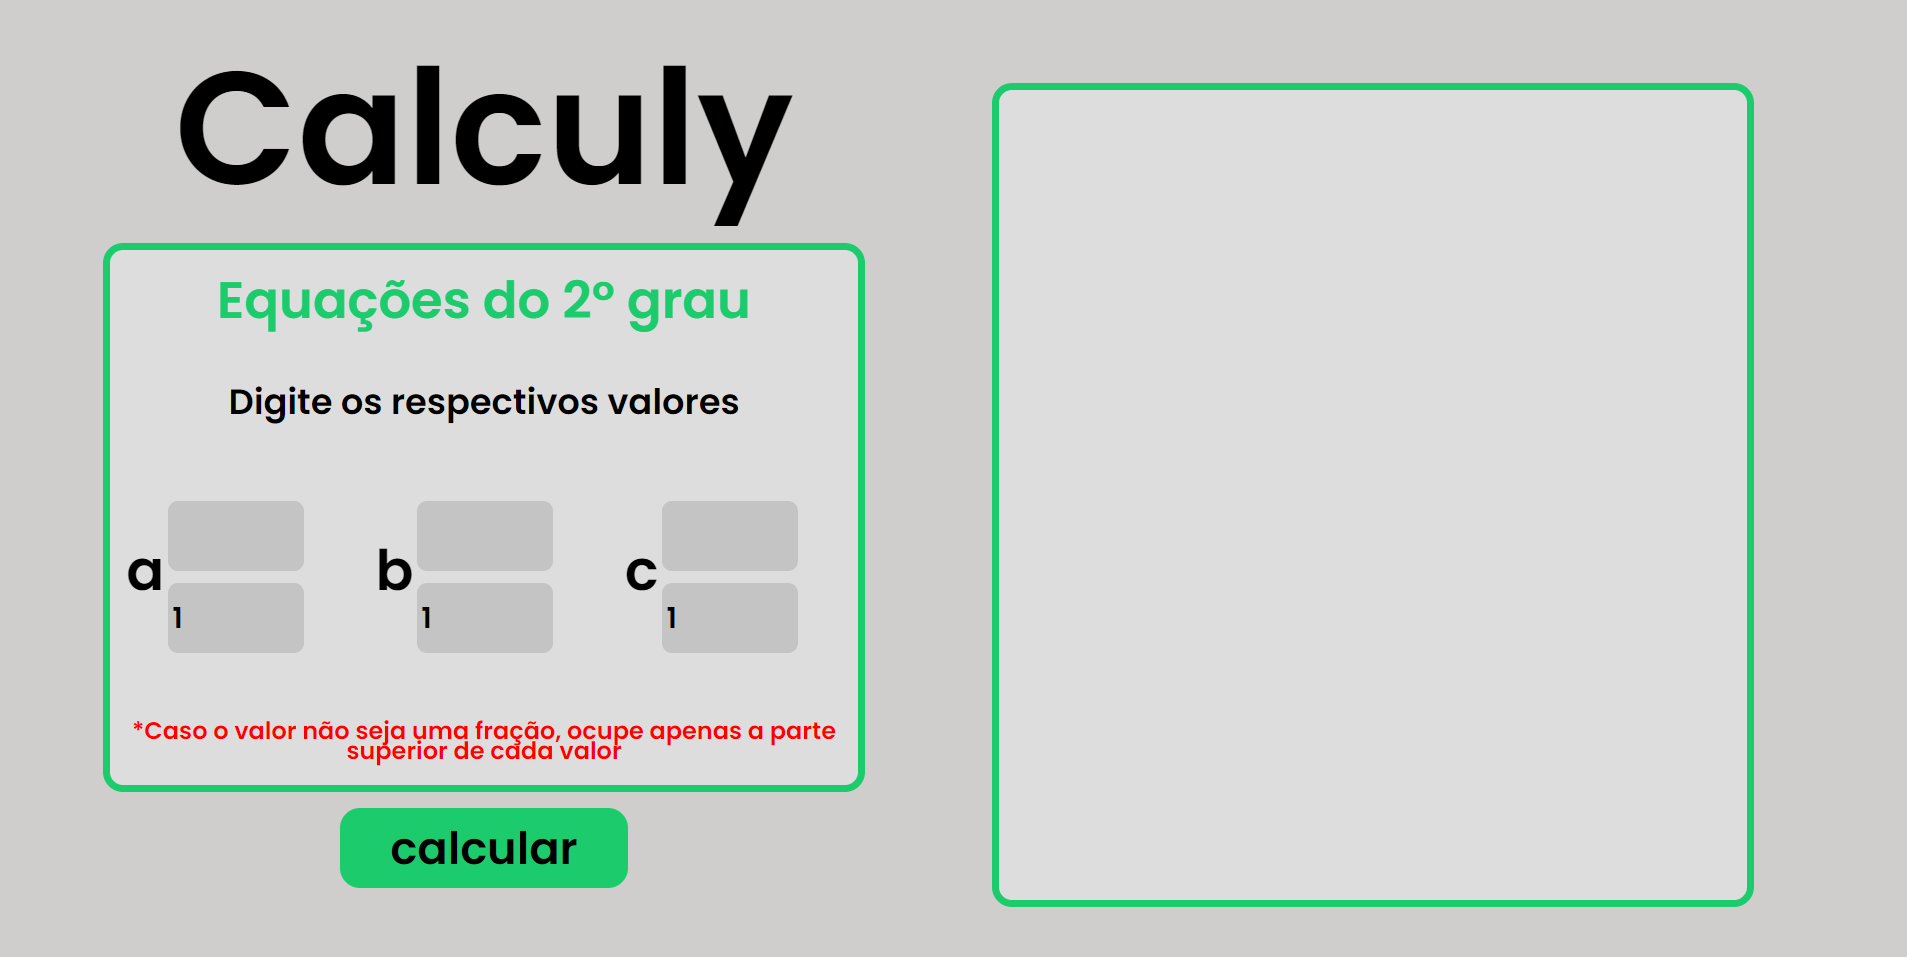 Calculy
Equações do 2º grau
Digite os respectivos valores
a
b
c
1
1
1
*Caso o valor não seja uma fração, ocupe apenas a parte
superior de cada valor
calcular